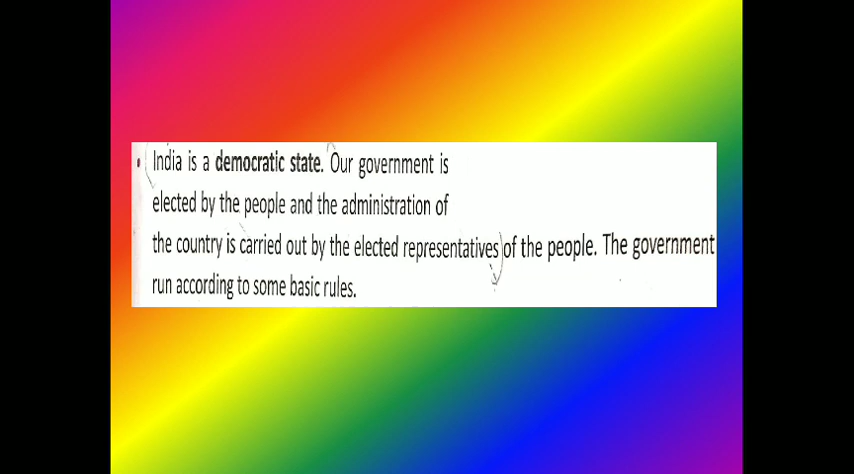 • India is a democratic state. Our government is
elected by the people and the administration of
the country is carried out by the elected representatives) of the people. The government
run according to some basic rules.